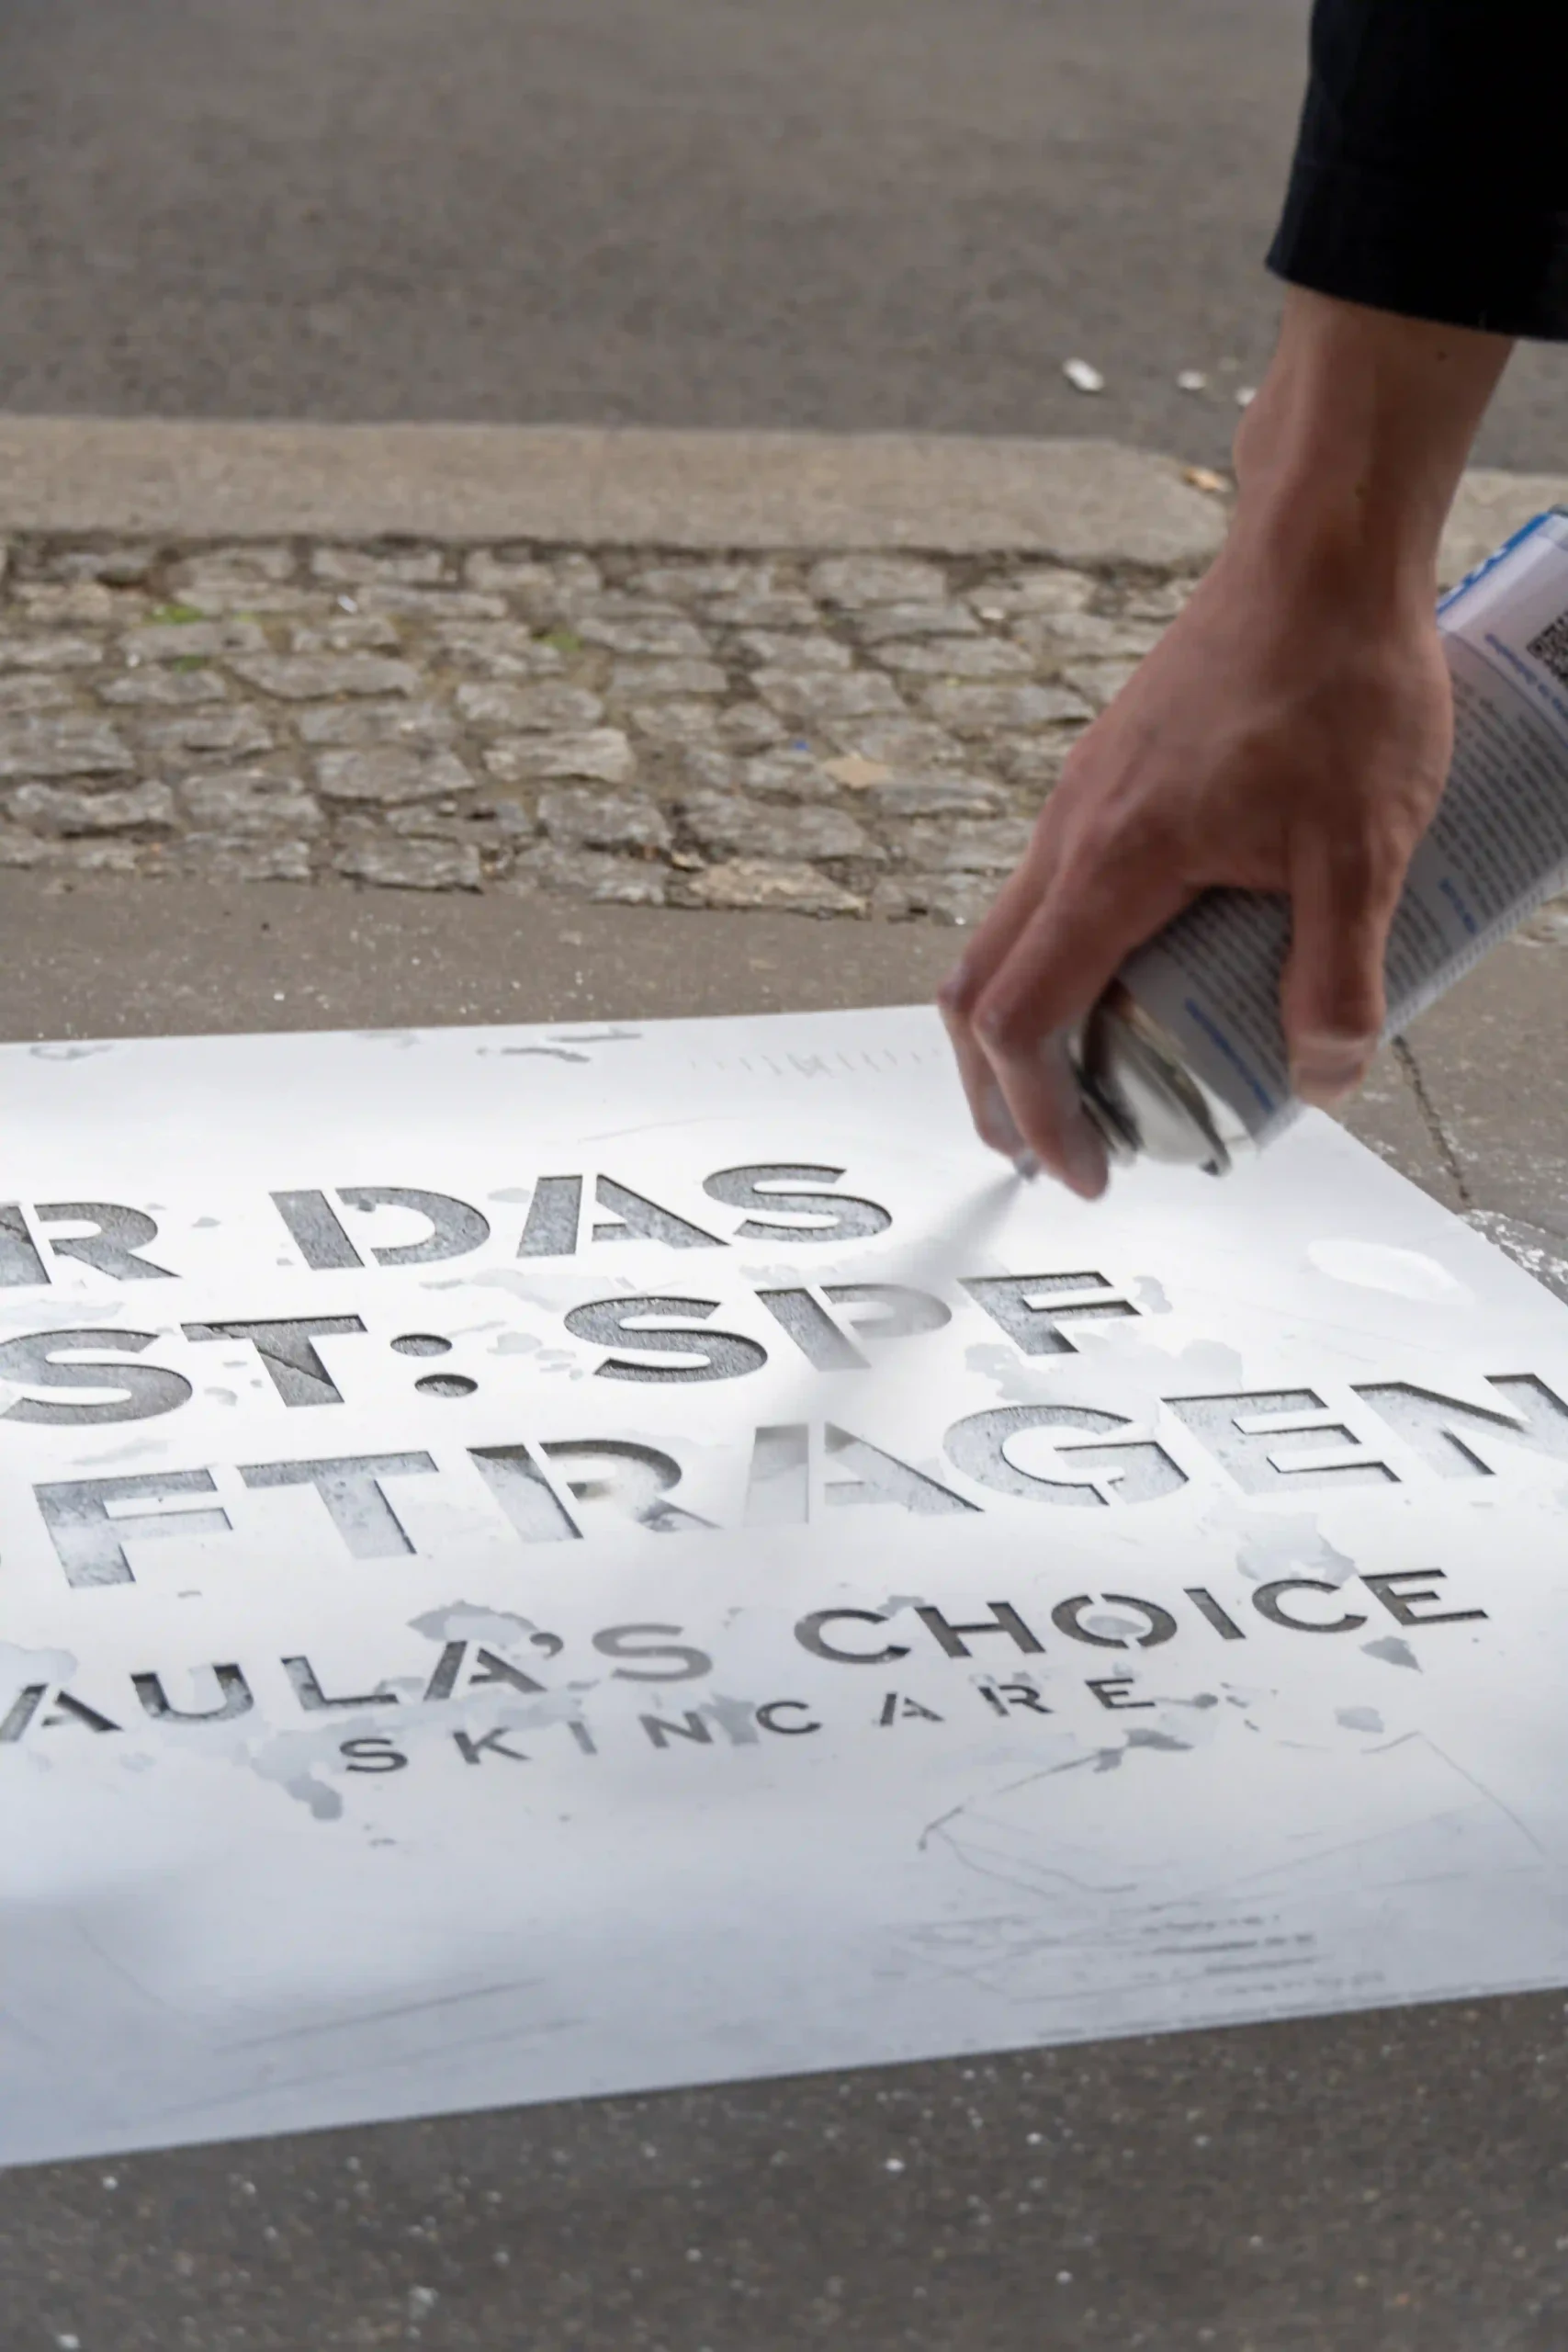 R DAS
ST: SPF
FTRAGEN
AULA'S CHOICE
SKINCARE